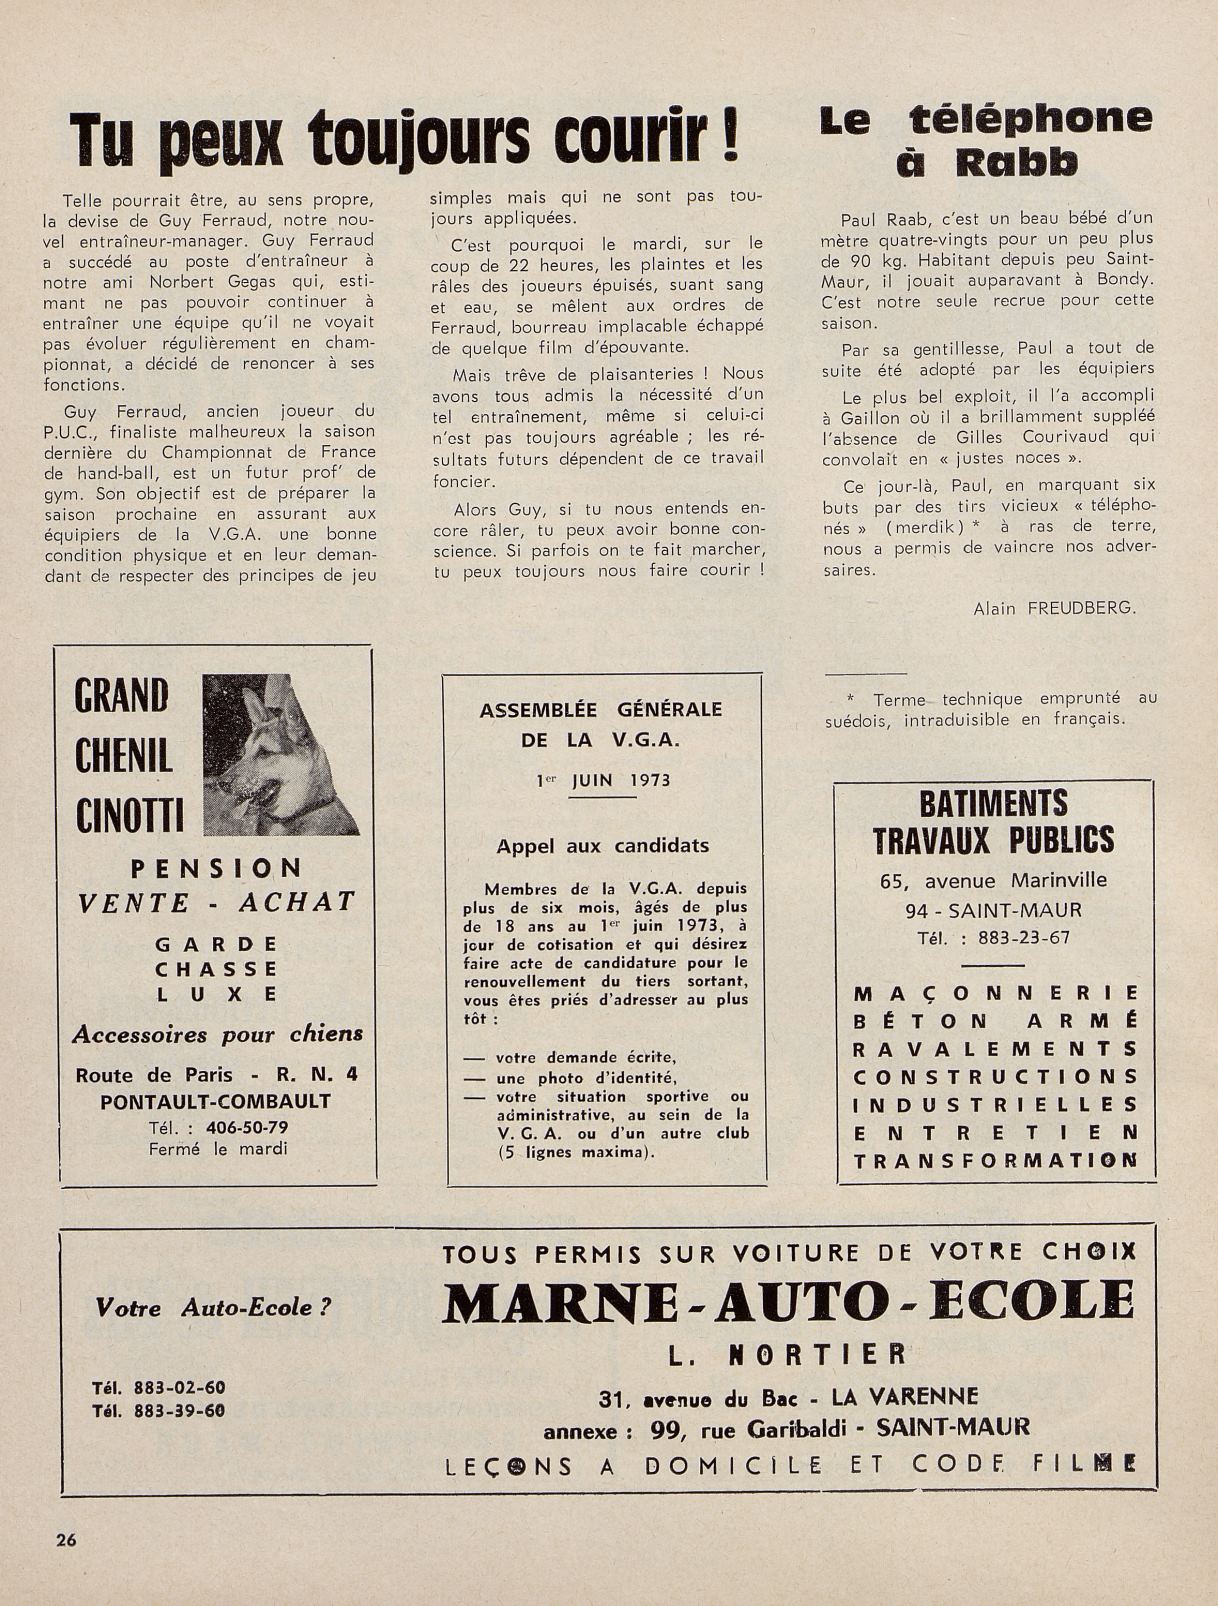 Tu peux toujours courir !
Telle pourrait être, au sens propre,
la devise de Guy Ferraud, notre nou-
vel entraîneur-manager. Guy Ferraud
a succédé au poste d'entraîneur à
notre ami Norbert Gegas qui, esti-
mant ne pas pouvoir continuer à
entraîner une équipe qu'il ne voyait
pas évoluer régulièrement en cham-
pionnat, a décidé de renoncer à ses
fonctions.
Guy Ferraud, ancien joueur du
P.U.C., finaliste malheureux la saison
dernière du Championnat de France
de hand-ball, est un futur prof' de
gym. Son objectif est de préparer la
saison prochaine en assurant aux
équipiers de la V.G.A. une bonne
condition physique et en leur deman-
dant de respecter des principes de jeu
simples mais qui ne sont pas tou-
jours appliquées.
C'est pourquoi le mardi, sur le
coup de 22 heures, les plaintes et les
râles des joueurs épuisés, suant sang
et eau, se mêlent aux ordres de
Ferraud, bourreau implacable échappé
de quelque film d'épouvante.
Mais trêve de plaisanteries ! Nous
avons tous admis la nécessité d'un
tel entraînement, même si celui-ci
n'est pas toujours agréable ; les ré-
sultats futurs dépendent de ce travail
foncier.
Alors Guy, si tu nous entends en-
core râler, tu peux avoir bonne con-
science. Si parfois on te fait marcher,
tu peux toujours nous faire courir !
Le téléphone
à Rabb
Paul Raab, c'est un beau bébé d'un
mètre quatre-vingts pour un peu plus
de 90 kg. Habitant depuis peu Saint-
Maur, il jouait auparavant à Bondy.
C'est notre seule recrue pour cette
saison.
Par sa gentillesse, Paul a tout de
suite été adopté par les équipiers
Le plus bel exploit, il l'a accompli
à Gaillon où il a brillamment suppléé
l'absence de Gilles Courivaud qui
convolait en « justes noces ».
Ce jour-là, Paul, en marquant six
buts par des tirs vicieux « télépho-
nés » (merdik) * à ras de terre,
nous a permis de vaincre nos adver-
saires.
Alain FREUDBERG.
* Terme technique emprunté au
suédois, intraduisible en français.
GRAND
CHENIL
CINOTTI
PENSION
VENTE - ACHAT
GARDE
CHASSE
LUXE
Accessoires pour chiens
Route de Paris - R. N. 4
PONTAULT-COMBAULT
Tél. : 406-50-79
Fermé le mardi
ASSEMBLÉE GÉNÉRALE
DE LA V.G.A.
1er JUIN 1973
Appel aux candidats
Membres de la V.G.A. depuis
plus de six mois, âgés de plus
de 18 ans au 1er juin 1973, à
jour de cotisation et qui désirez
faire acte de candidature pour le
renouvellement du tiers sortant,
vous êtes priés d'adresser au plus
tôt :
— votre demande écrite,
— une photo d'identité,
— votre situation sportive ou
administrative, au sein de la
V. G. A. ou d'un autre club
(5 lignes maxima).
BATIMENTS
TRAVAUX PUBLICS
65, avenue Marinville
94 - SAINT-MAUR
Tél. : 883-23-67
MAÇONNERIE
BÉTON ARMÉ
RAVALEMENTS
CONSTRUCTIONS
INDUSTRIELLES
ENTRETIEN
TRANSFORMATION
Votre Auto-Ecole ?
Tél. 883-02-60
Tél. 883-39-60
TOUS PERMIS SUR VOITURE DE VOTRE CHOIX
MARNE - AUTO - ECOLE
L. NORTIER
31, avenue du Bac - LA VARENNE
annexe : 99, rue Garibaldi - SAINT-MAUR
LEÇONS A DOMICILE ET CODE FILME
26